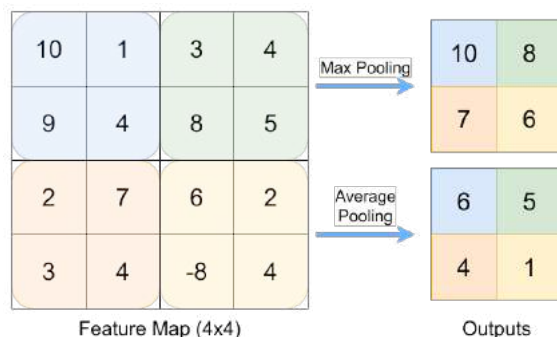 10 1 3 4
9 4 8 5
2 7 6 2
3 4 -8 4
Feature Map (4x4)
Max Pooling
Average
Pooling
10 8
7 6
6 5
4 1
Outputs